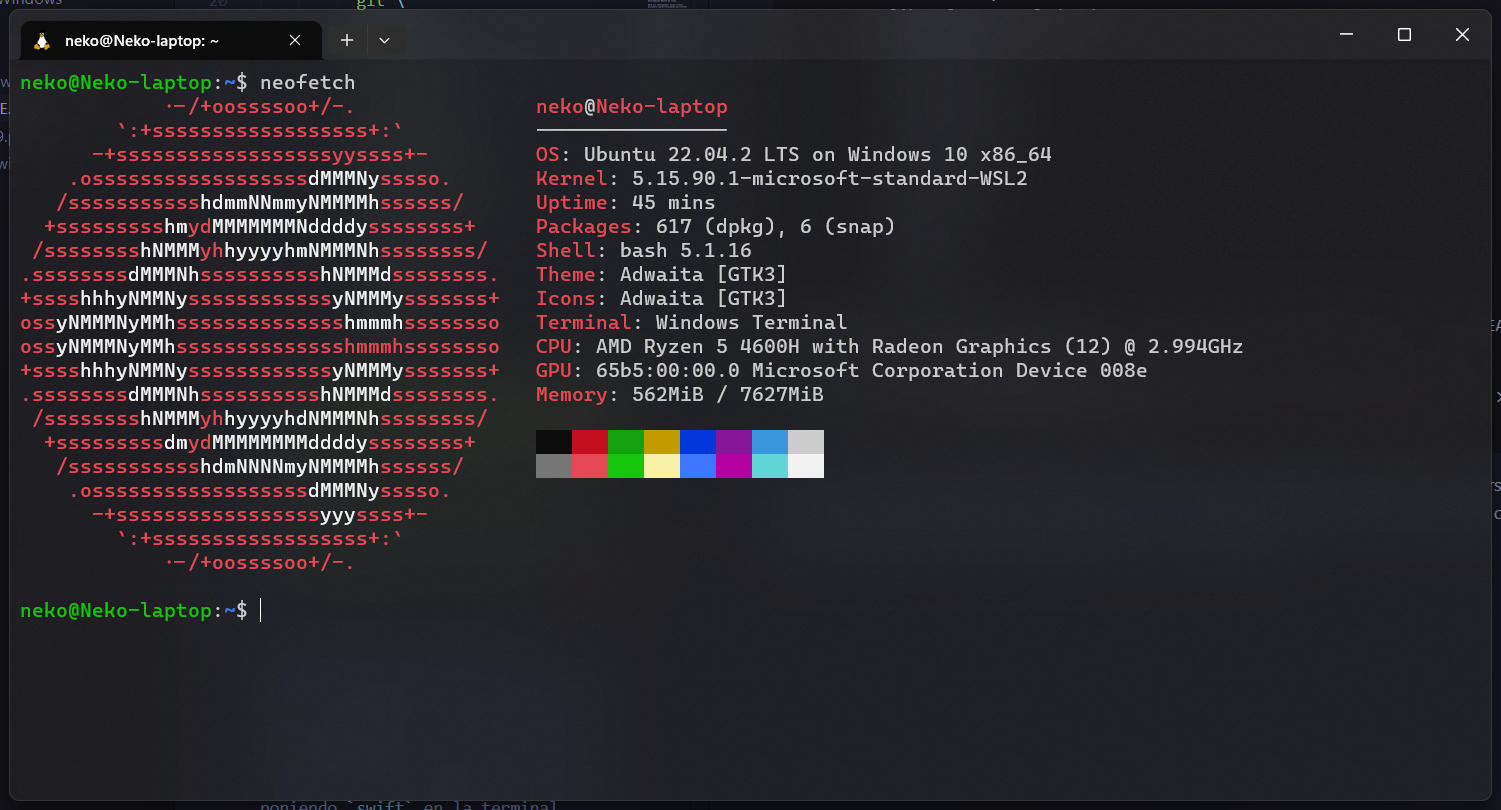 git \
neko@Neko-laptop: ~
neko@Neko-laptop:~$ neofetch
.-/+oossssoo+/-.
`:+ssssssssssssssssss+:`
-+ssssssssssssssssssyyssss+-
.ossssssssssssssssssdMMMNysssso.
/ssssssssssshdmmNNmmyNMMMMhssssss/
+ssssssssshmydMMMMMMMNddddyssssssss+
/sssssssshNMMMyhhyyyyhmNMMMNhssssssss/
.ssssssssdMMMNhsssssssssshNMMMdssssssss.
+sssshhhyNMMNyssssssssssssyNMMMysssssss+
ossyNMMMNyMMhsssssssssssssshmmmhssssssso
ossyNMMMNyMMhsssssssssssssshmmmhssssssso
+sssshhhyNMMNyssssssssssssyNMMMysssssss+
.ssssssssdMMMNhsssssssssshNMMMdssssssss.
/sssssssshNMMMyhhyyyyhdNMMMNhssssssss/
+sssssssssdmydMMMMMMMMddddyssssssss+
/ssssssssssshdmNNNNmyNMMMMhssssss/
.ossssssssssssssssssdMMMNysssso.
-+sssssssssssssssssyyyssss+-
`:+ssssssssssssssssss+:`
.-/+oossssoo+/-.
neko@Neko-laptop
----------------
OS: Ubuntu 22.04.2 LTS on Windows 10 x86_64
Kernel: 5.15.90.1-microsoft-standard-WSL2
Uptime: 45 mins
Packages: 617 (dpkg), 6 (snap)
Shell: bash 5.1.16
Theme: Adwaita [GTK3]
Icons: Adwaita [GTK3]
Terminal: Windows Terminal
CPU: AMD Ryzen 5 4600H with Radeon Graphics (12) @ 2.994GHz
GPU: 65b5:00:00.0 Microsoft Corporation Device 008e
Memory: 562MiB / 7627MiB
neko@Neko-laptop:~$
poniendo `swift` en la terminal